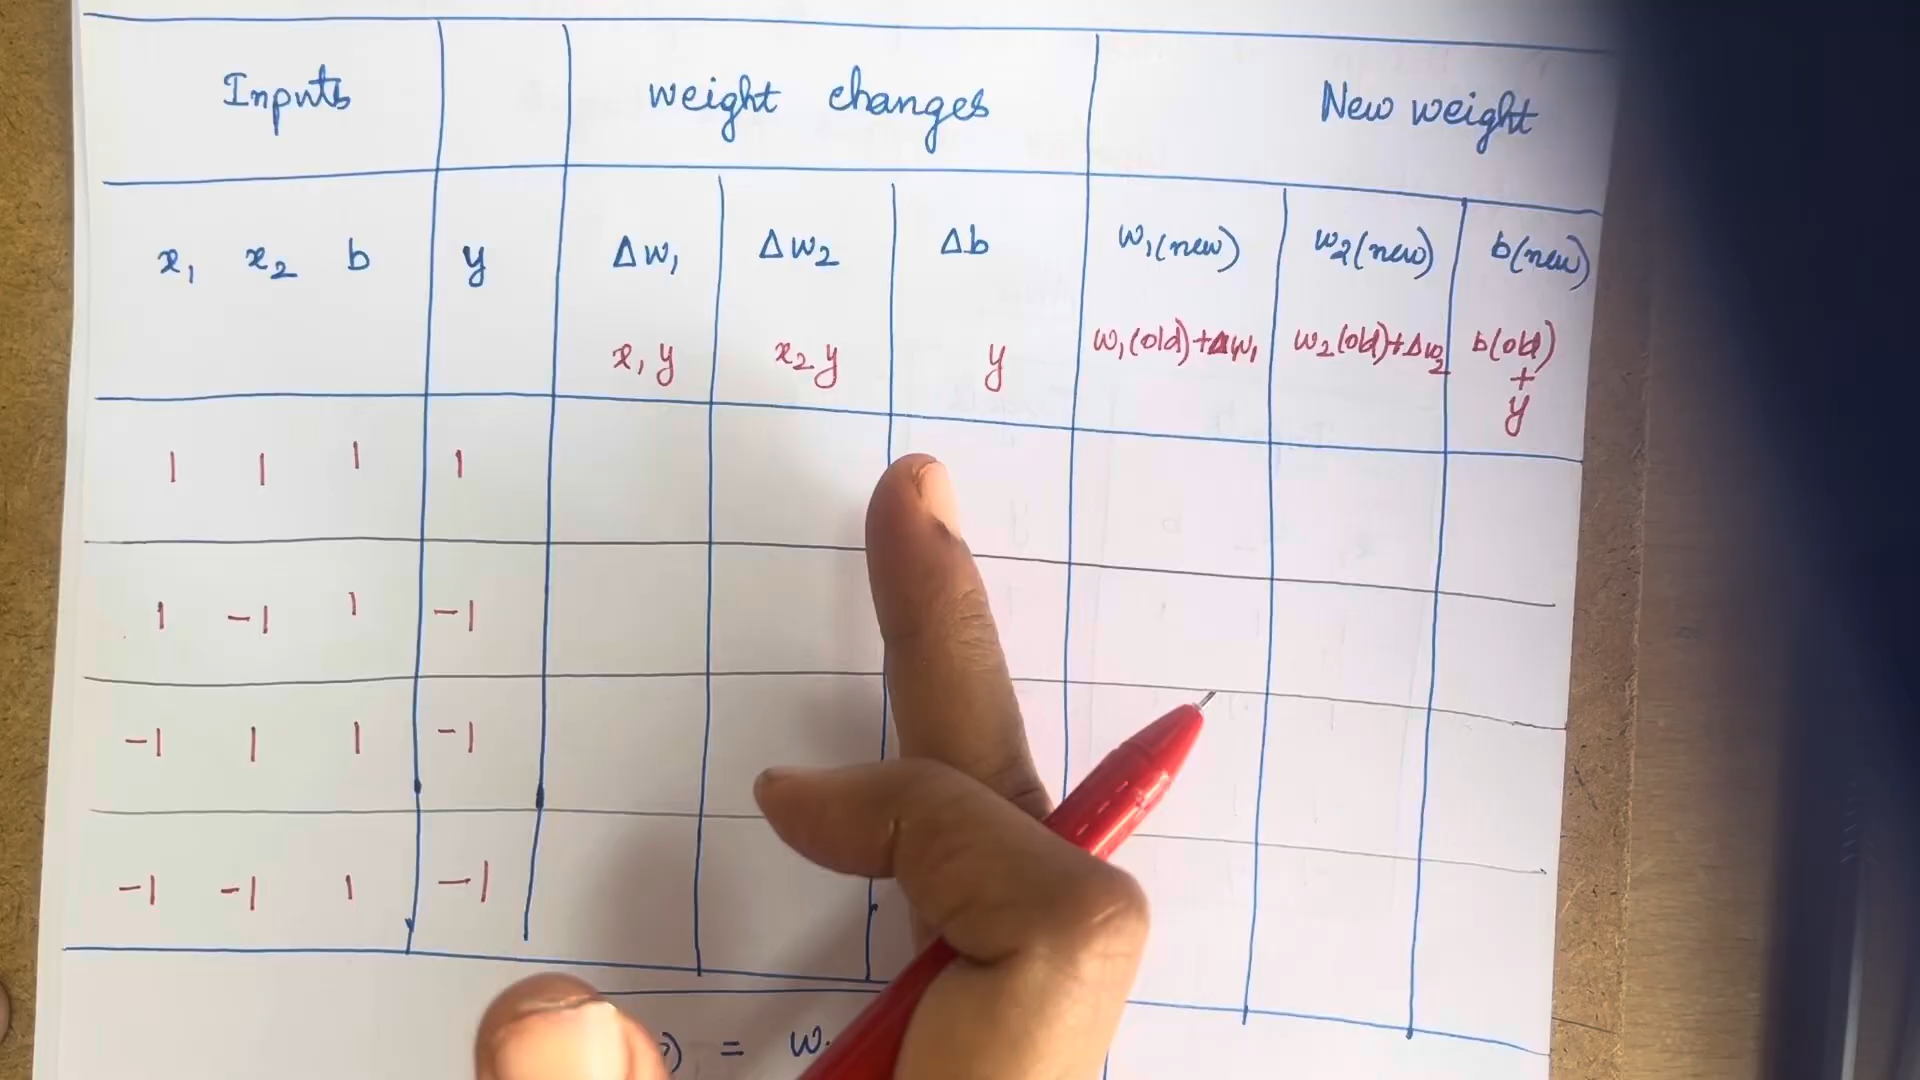 Inputs weight changes New weight
x₁ x₂ b y Δw₁ Δw₂ Δb w₁(new) w₂(new) b(new)
x₁y x₂y y w₁(old)+Δw₁ w₂(old)+Δw₂ b(old)
+
y
1 1 1 1
1 -1 1 -1
-1 1 1 -1
-1 -1 1 -1
) = w